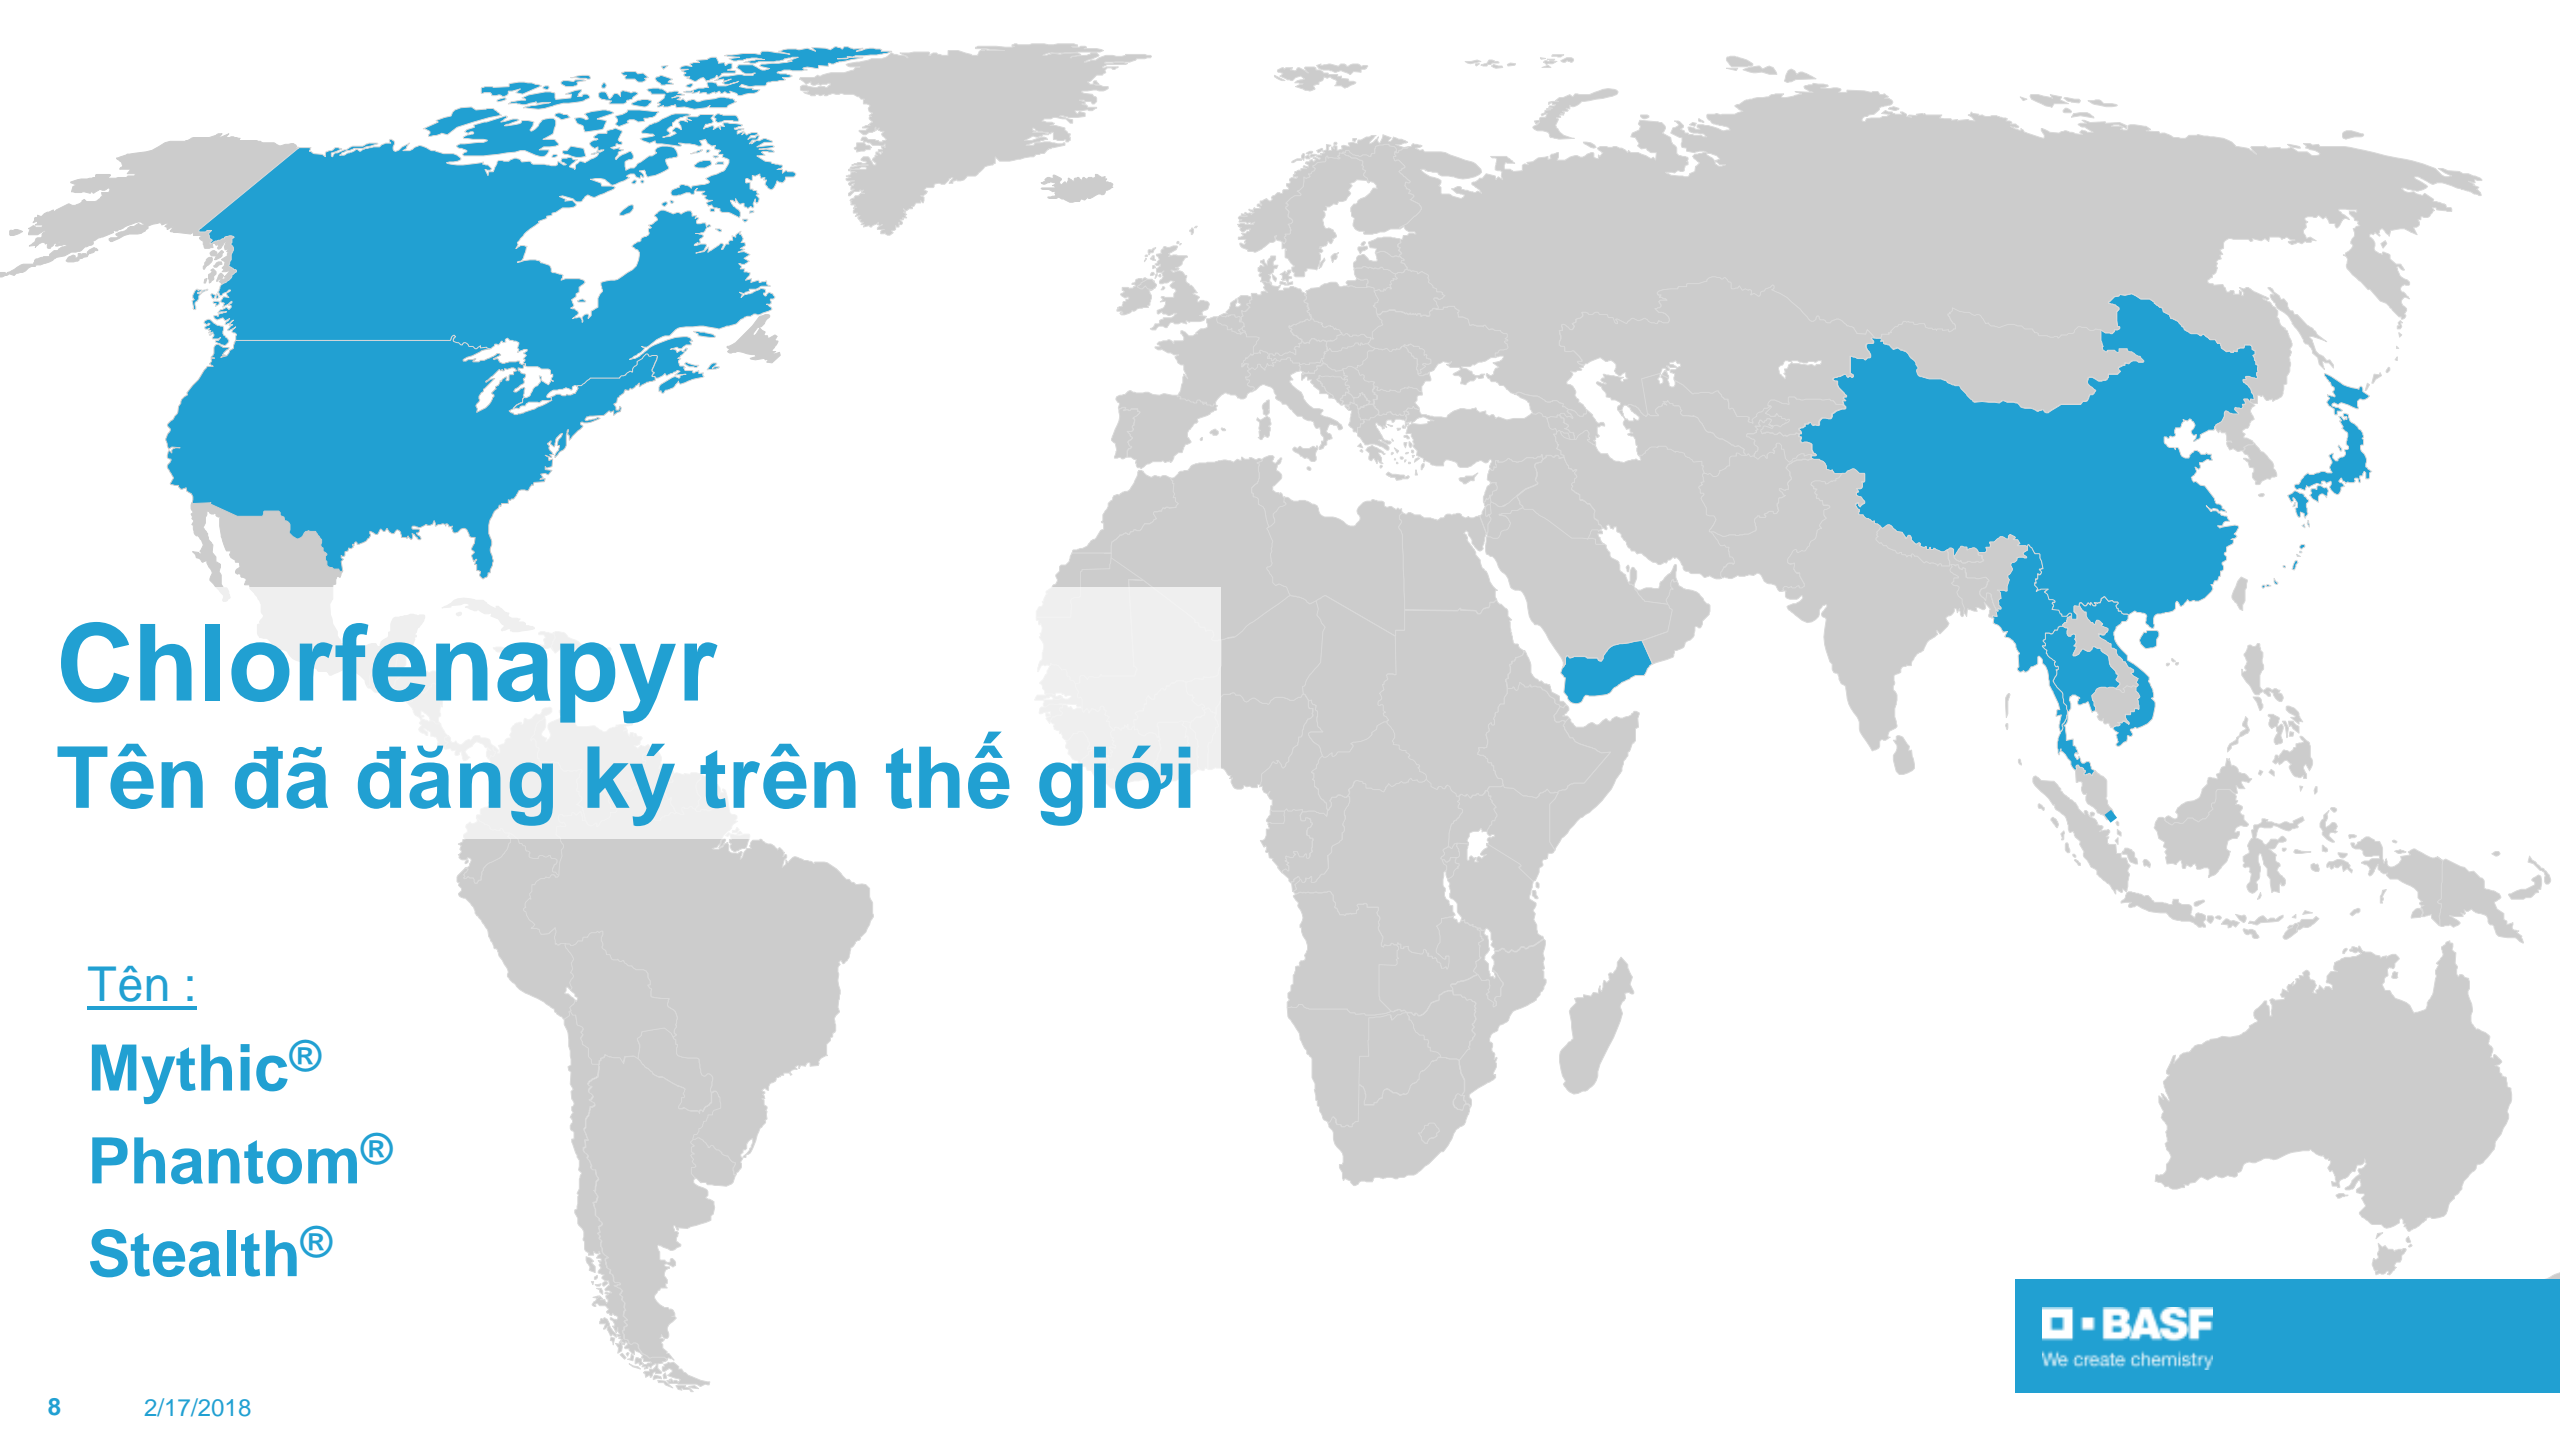 Chlorfenapyr
Tên đã đăng ký trên thế giới
Tên :
Mythic®
Phantom®
Stealth®
BASF
We create chemistry
8 2/17/2018